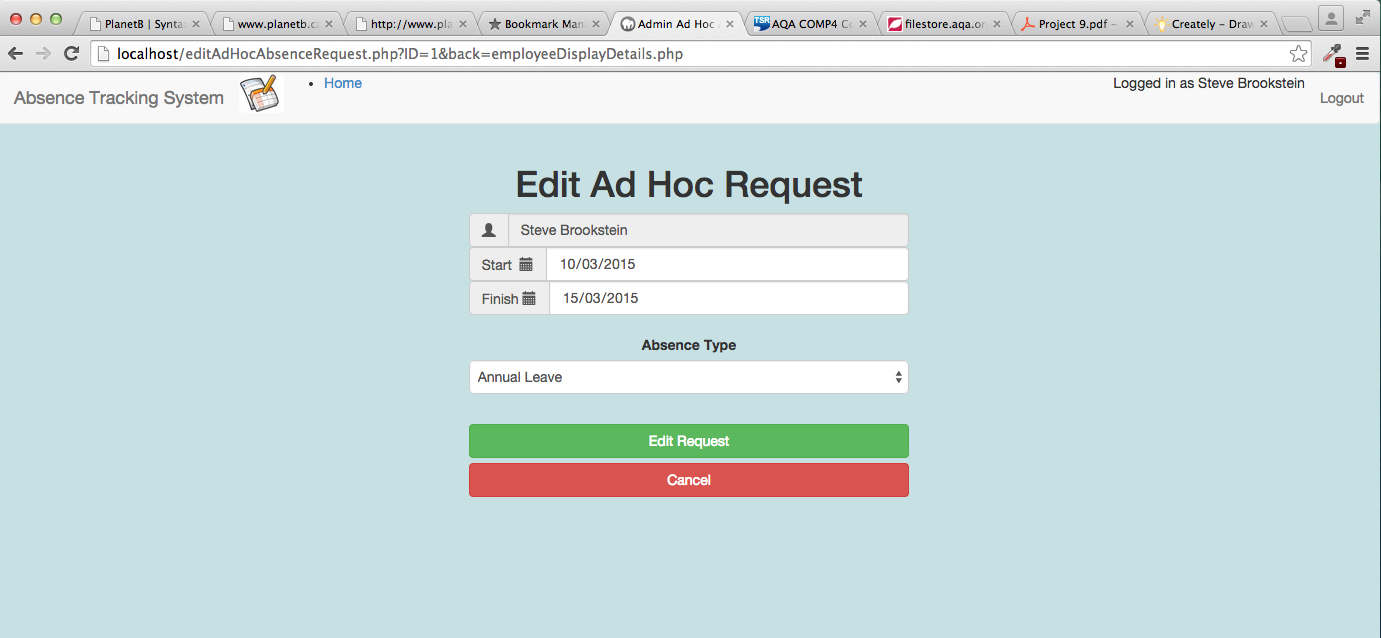 PlanetB | Synta
www.planetb.ca
http://www.pla
Bookmark Man
Admin Ad Hoc
AQA COMP4 Co
filestore.aqa.or
Project 9.pdf -
Creately - Draw
localhost/editAdHocAbsenceRequest.php?ID=1&back=employeeDisplayDetails.php
Absence Tracking System
Home
Logged in as Steve Brookstein
Logout
Edit Ad Hoc Request
Steve Brookstein
Start
10/03/2015
Finish
15/03/2015
Absence Type
Annual Leave
Edit Request
Cancel